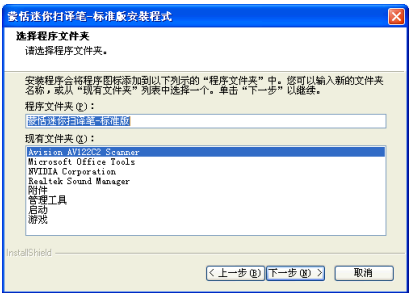 蒙恬迷你扫译笔-标准版安裝程式
选择程序文件夹
请选择程序文件夹。
安装程序会将程序图标添加到以下列示的“程序文件夹”中。您可以输入新的文件夹
名称，或从“现有文件夹”列表中选择一个。单击“下一步”以继续。
程序文件夹(P)：
蒙恬迷你扫译笔-标准版
现有文件夹(X)：
Avision AV122C2 Scanner
Microsoft Office Tools
NVIDIA Corporation
Realtek Sound Manager
附件
管理工具
启动
游戏
InstallShield
< 上一步(B) 下一步(N) > 取消